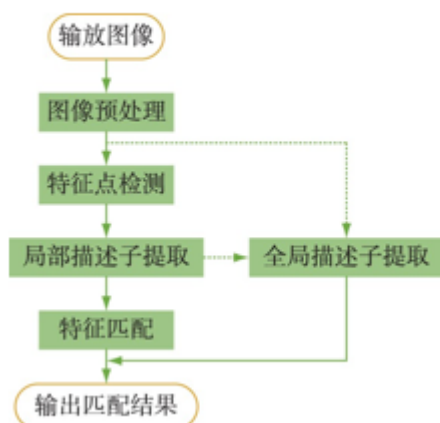 输放图像
图像预处理
特征点检测
局部描述子提取
全局描述子提取
特征匹配
输出匹配结果